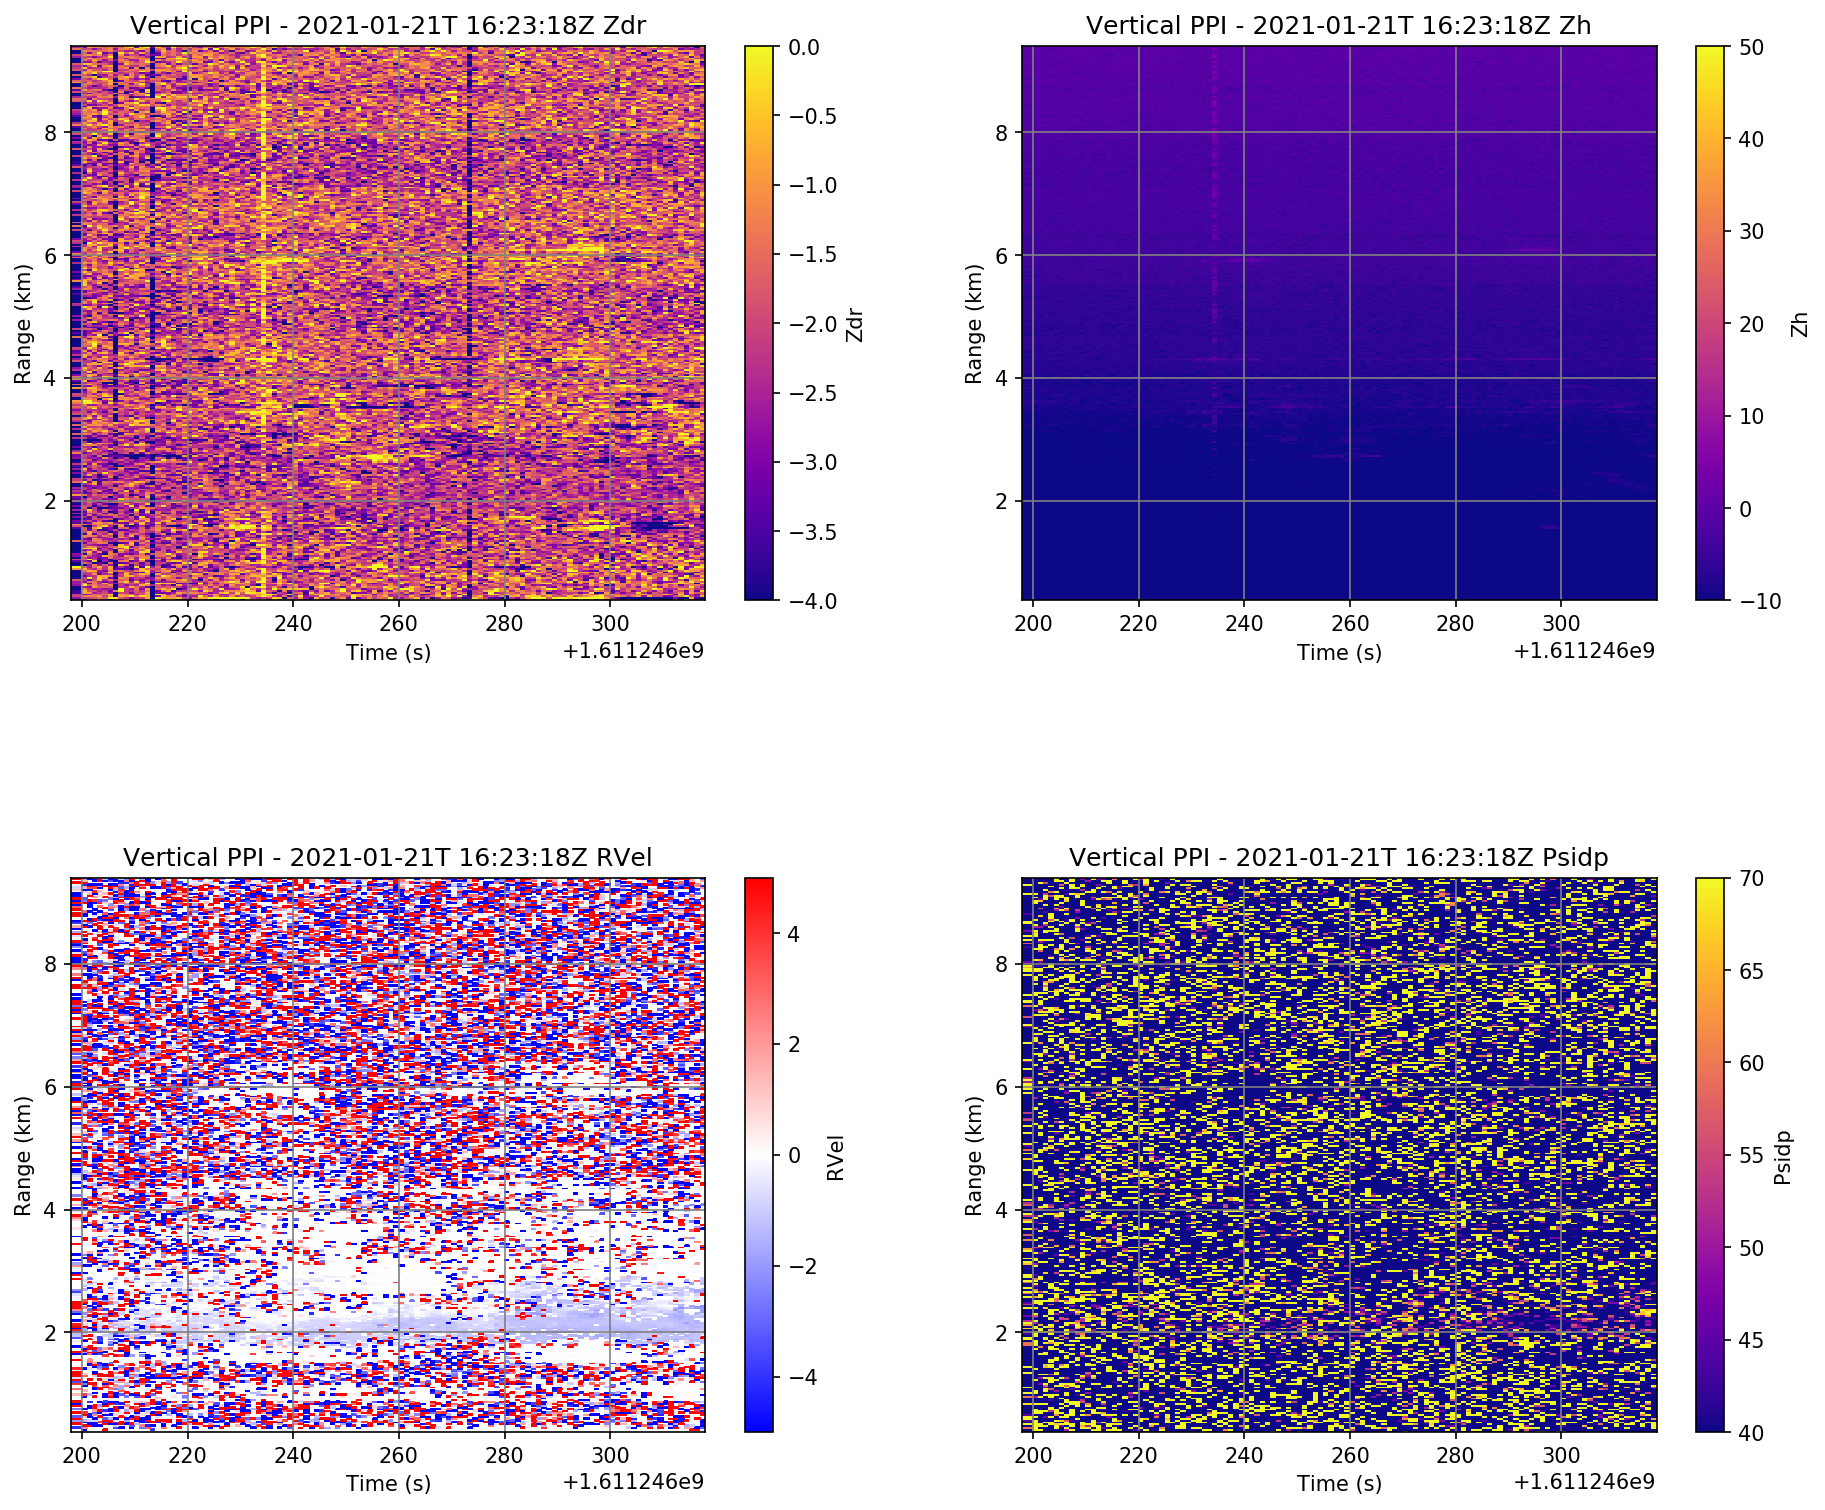 Vertical PPI - 2021-01-21T 16:23:18Z Zdr
Range (km)
8
6
4
2
200 220 240 260 280 300
Time (s)
+1.611246e9
0.0
−0.5
−1.0
−1.5
−2.0
−2.5
−3.0
−3.5
−4.0
Zdr
Vertical PPI - 2021-01-21T 16:23:18Z Zh
Range (km)
8
6
4
2
200 220 240 260 280 300
Time (s)
+1.611246e9
50
40
30
20
10
0
−10
Zh
Vertical PPI - 2021-01-21T 16:23:18Z RVel
Range (km)
8
6
4
2
200 220 240 260 280 300
Time (s)
+1.611246e9
4
2
0
−2
−4
RVel
Vertical PPI - 2021-01-21T 16:23:18Z Psidp
Range (km)
8
6
4
2
200 220 240 260 280 300
Time (s)
+1.611246e9
70
65
60
55
50
45
40
Psidp